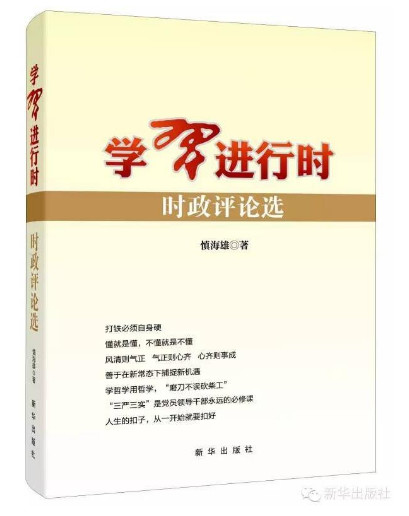 学习进行时
时政评论选
慎海雄◎著
打铁必须自身硬
懂就是懂，不懂就是不懂
风清则气正　气正则心齐　心齐则事成
善于在新常态下捕捉新机遇
学哲学用哲学，“磨刀不误砍柴工”
“三严三实”是党员领导干部永远的必修课
人生的扣子，从一开始就要扣好
新华出版社
学习进行时
时政评论选
慎海雄◎著
新华出版社
新华出版社